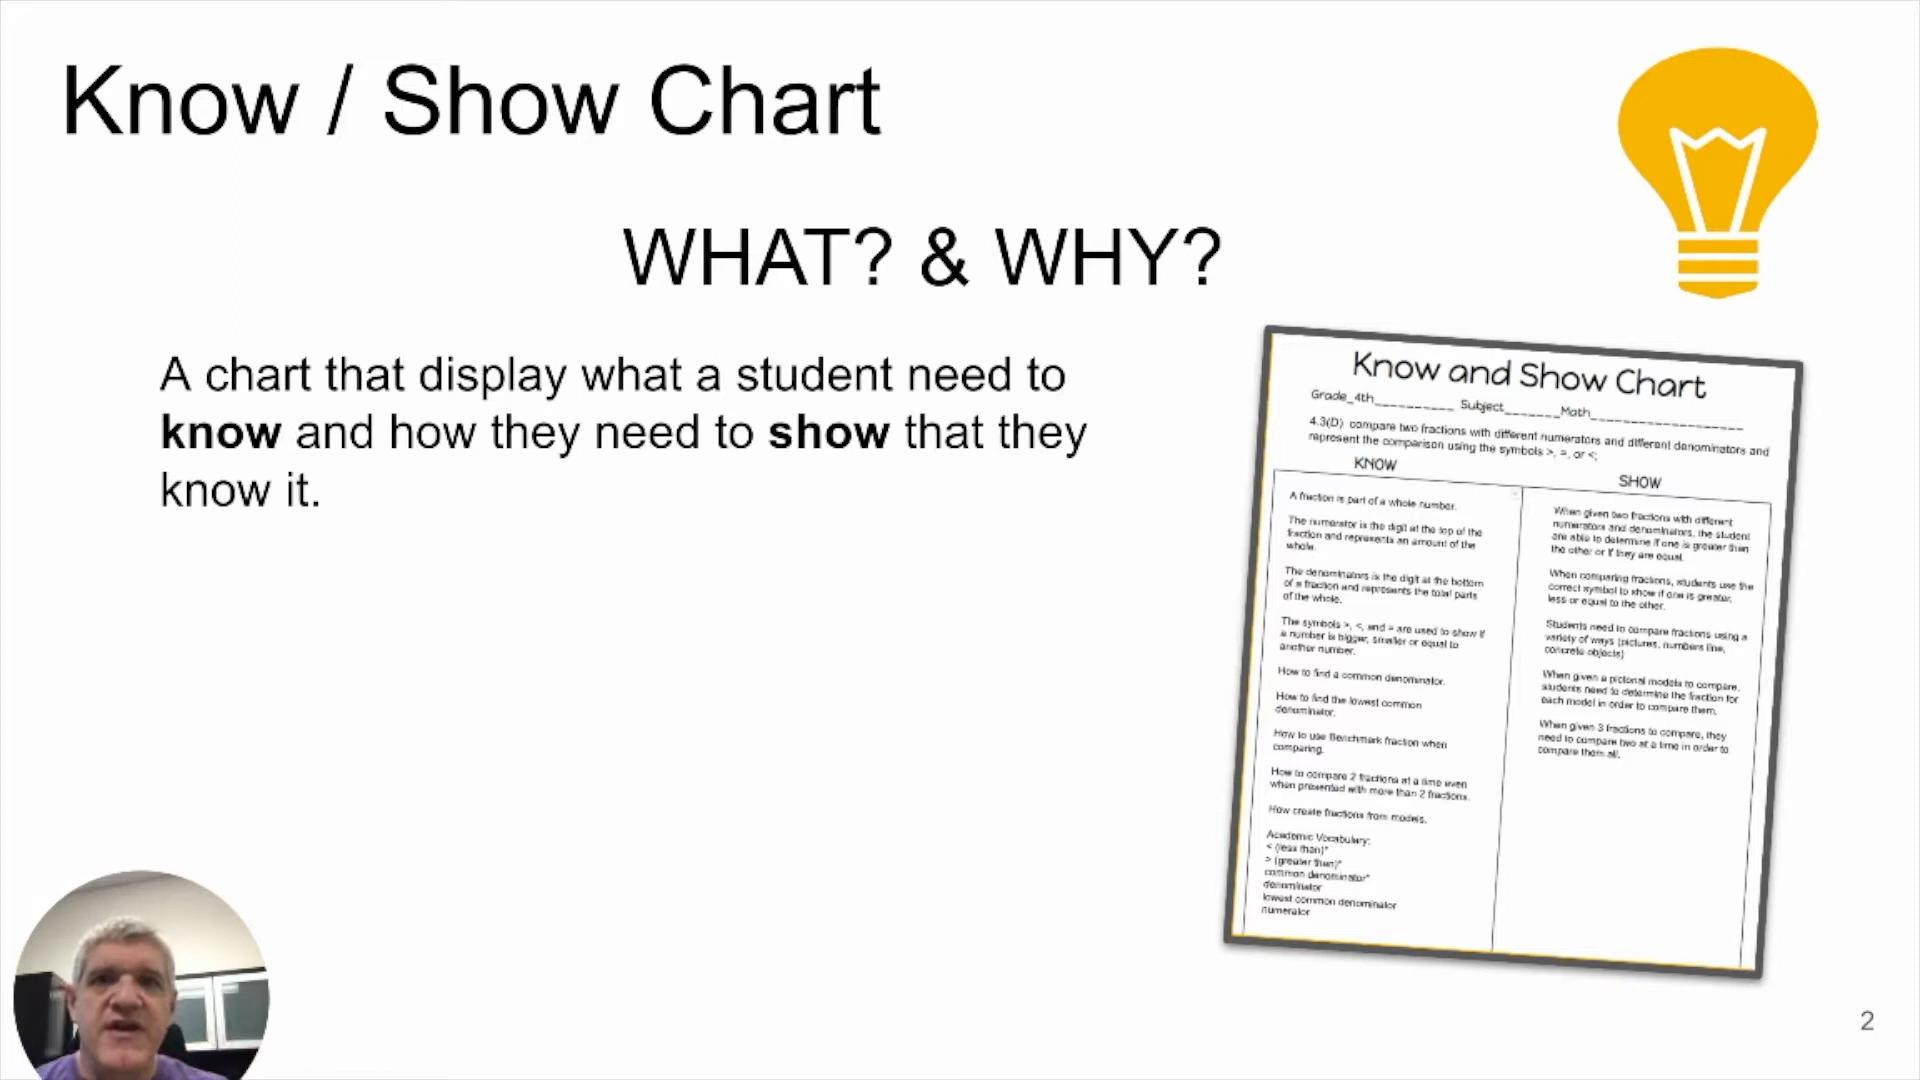 Know / Show Chart
WHAT? & WHY?
A chart that display what a student need to
know and how they need to show that they
know it.
Know and Show Chart
Grade_4th__________ Subject_______Math___________________
4.3(D) compare two fractions with different numerators and different denominators and
represent the comparison using the symbols >, =, or <;
KNOW
A fraction is part of a whole number.
The numerator is the digit at the top of the
fraction and represents an amount of the
whole.
The denominators is the digit at the bottom
of a fraction and represents the total parts
of the whole.
The symbols >, <, and = are used to show if
a number is bigger, smaller or equal to
another number.
How to find a common denominator.
How to find the lowest common
denominator.
How to use Benchmark fraction when
comparing.
How to compare 2 fractions at a time even
when presented with more than 2 fractions.
How create fractions from models.
Academic Vocabulary:
< (less than)*
> (greater than)*
common denominator*
denominator
lowest common denominator
numerator
SHOW
When given two fractions with different
numerators and denominators, the student
are able to determine if one is greater than
the other or if they are equal.
When comparing fractions, students use the
correct symbol to show if one is greater,
less or equal to the other.
Students need to compare fractions using a
variety of ways (pictures, numbers line,
concrete objects)
When given a pictorial models to compare,
students need to determine the fraction for
each model in order to compare them.
When given 3 fractions to compare, they
need to compare two at a time in order to
compare them all.
2